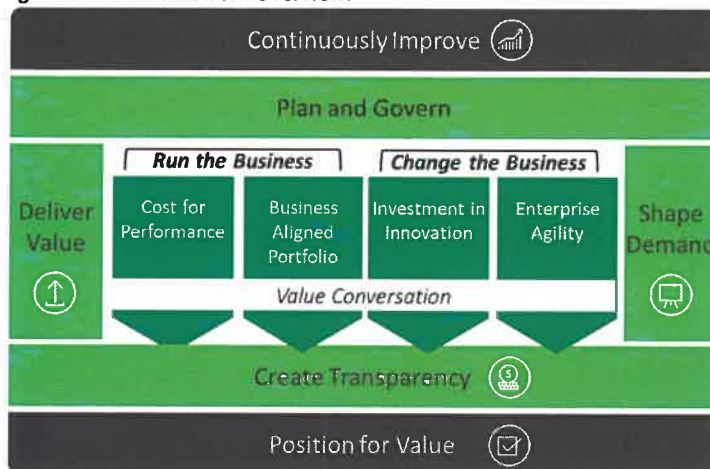 Continuously Improve
Plan and Govern
Run the Business
Change the Business
Deliver
Value
Cost for
Performance
Business
Aligned
Portfolio
Investment in
Innovation
Enterprise
Agility
Shape
Demand
Value Conversation
Create Transparency
Position for Value